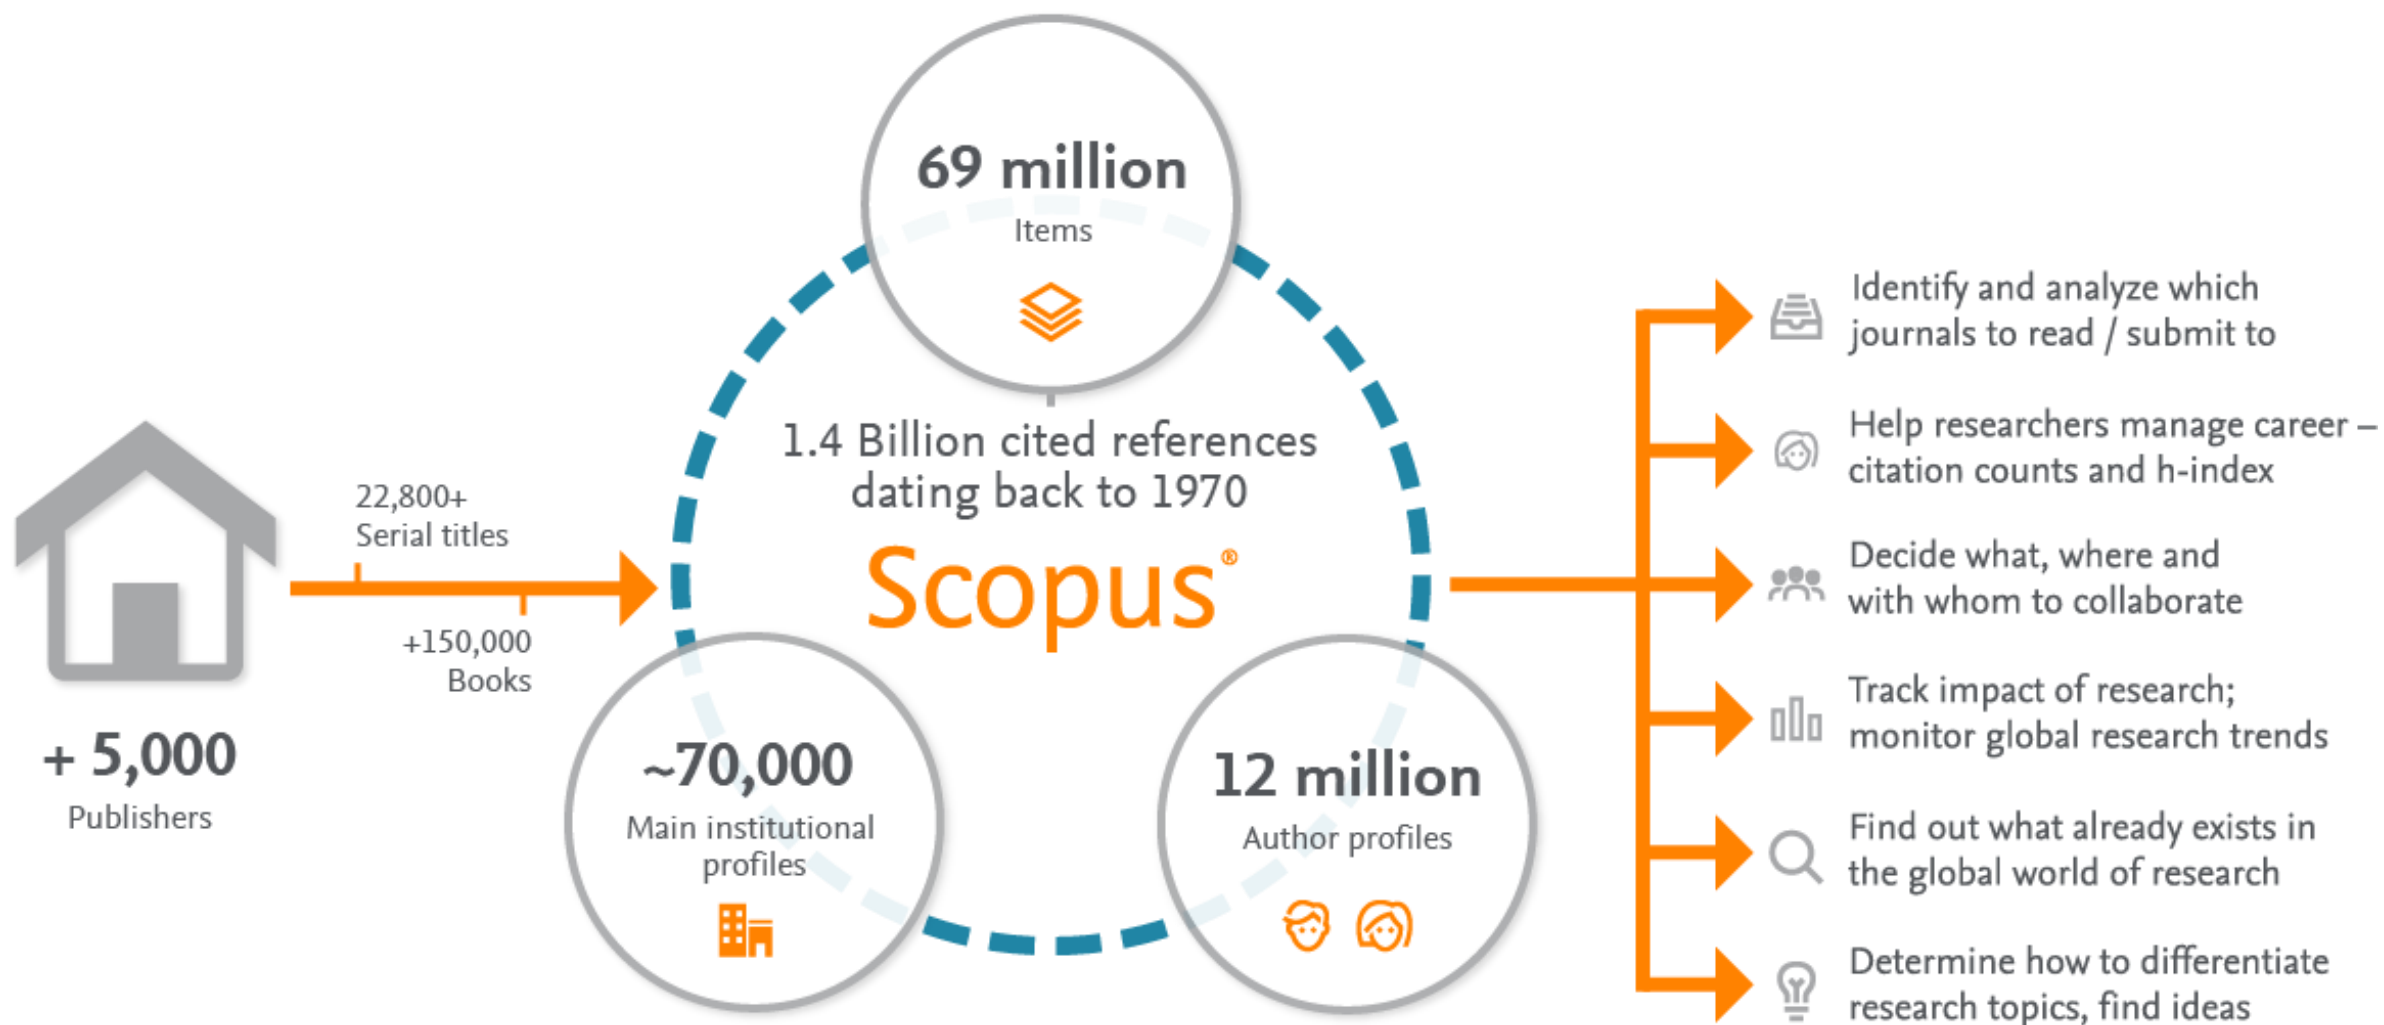 69 million
Items
1.4 Billion cited references
dating back to 1970
Scopus®
22,800+
Serial titles
+150,000
Books
+ 5,000
Publishers
~70,000
Main institutional
profiles
12 million
Author profiles
Identify and analyze which
journals to read / submit to
Help researchers manage career –
citation counts and h-index
Decide what, where and
with whom to collaborate
Track impact of research;
monitor global research trends
Find out what already exists in
the global world of research
Determine how to differentiate
research topics, find ideas